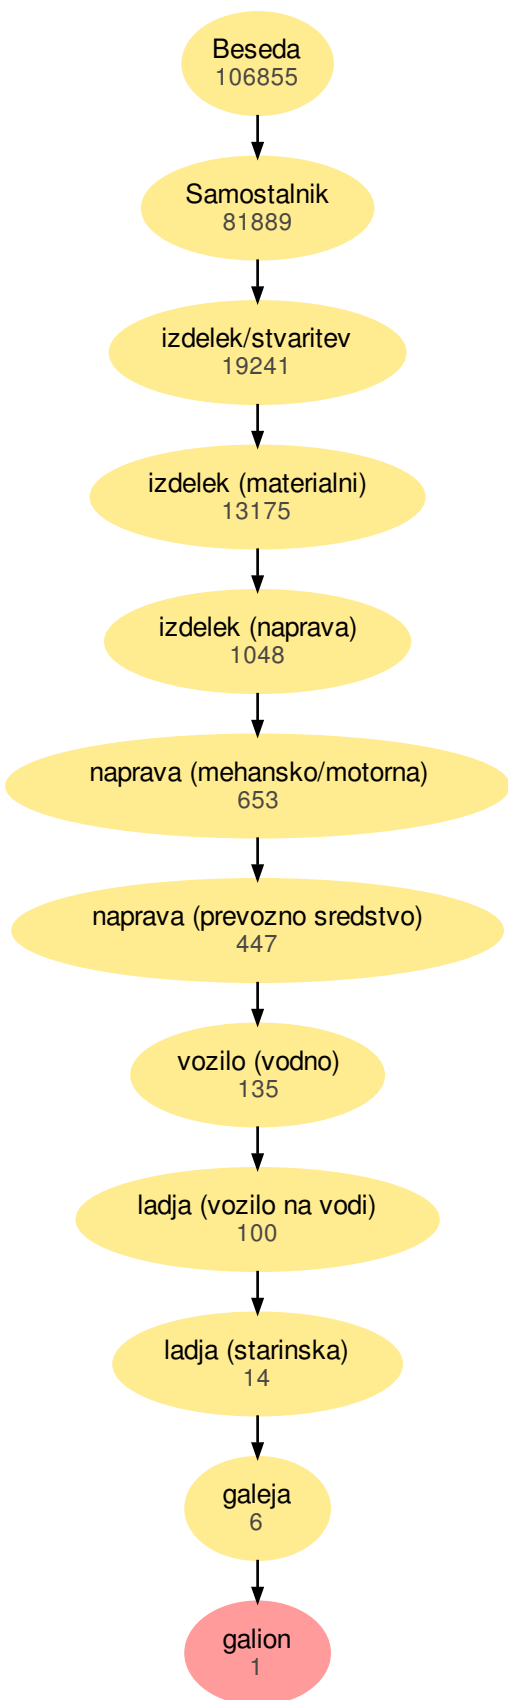 Beseda
106855
Samostalnik
81889
izdelek/stvaritev
19241
izdelek (materialni)
13175
izdelek (naprava)
1048
naprava (mehansko/motorna)
653
naprava (prevozno sredstvo)
447
vozilo (vodno)
135
ladja (vozilo na vodi)
100
ladja (starinska)
14
galeja
6
galion
1